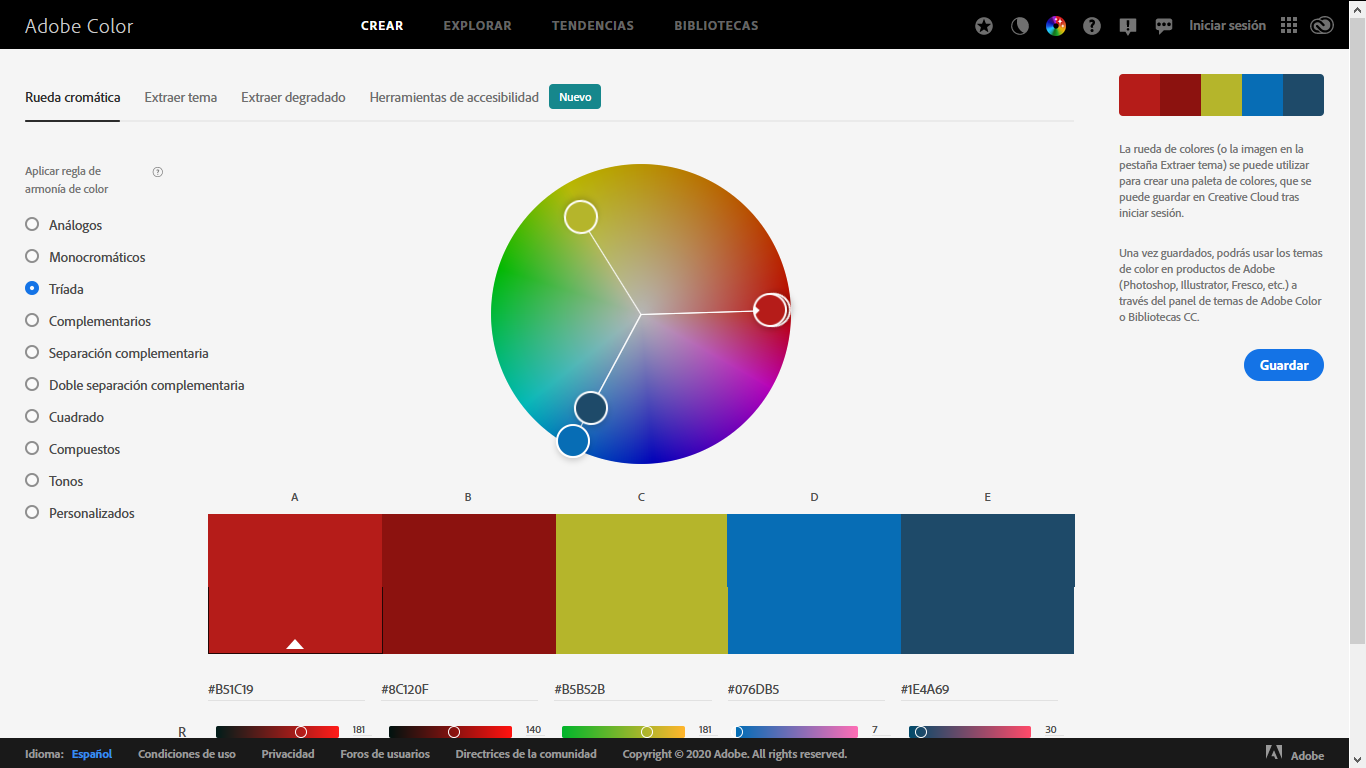 Adobe Color
CREAR EXPLORAR TENDENCIAS BIBLIOTECAS
Iniciar sesión
Rueda cromática Extraer tema Extraer degradado Herramientas de accesibilidad Nuevo
Aplicar regla de
armonía de color
Análogos
Monocromáticos
Tríada
Complementarios
Separación complementaria
Doble separación complementaria
Cuadrado
Compuestos
Tonos
Personalizados
La rueda de colores (o la imagen en la
pestaña Extraer tema) se puede utilizar
para crear una paleta de colores, que se
puede guardar en Creative Cloud tras
iniciar sesión.
Una vez guardados, podrás usar los temas
de color en productos de Adobe
(Photoshop, Illustrator, Fresco, etc.) a
través del panel de temas de Adobe Color
o Bibliotecas CC.
Guardar
A B C D E
#B51C19 #8C120F #B5B52B #076DB5 #1E4A69
R 181 140 181 7 30
Idioma: Español Condiciones de uso Privacidad Foros de usuarios Directrices de la comunidad Copyright © 2020 Adobe. All rights reserved.
Adobe